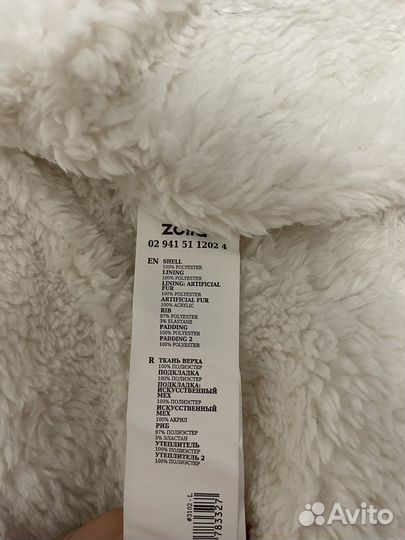 zolla
02 941 51 1202 4
EN SHELL
100% POLYESTER
LINING
100% POLYESTER
LINING: ARTIFICIAL
FUR
100% POLYESTER
ARTIFICIAL FUR
100% ACRYLIC
RIB
97% POLYESTER
3% ELASTANE
PADDING
100% POLYESTER
PADDING 2
100% POLYESTER
R ТКАНЬ ВЕРХА
100% ПОЛИЭСТЕР
ПОДКЛАДКА
100% ПОЛИЭСТЕР
ПОДКЛАДКА:
ИСКУССТВЕННЫЙ
МЕХ
100% ПОЛИЭСТЕР
ИСКУССТВЕННЫЙ
МЕХ
100% АКРИЛ
РИБ
97% ПОЛИЭСТЕР
3% ЭЛАСТАН
УТЕПЛИТЕЛЬ
100% ПОЛИЭСТЕР
УТЕПЛИТЕЛЬ 2
100% ПОЛИЭСТЕР
#3102 - L
783327
Avito